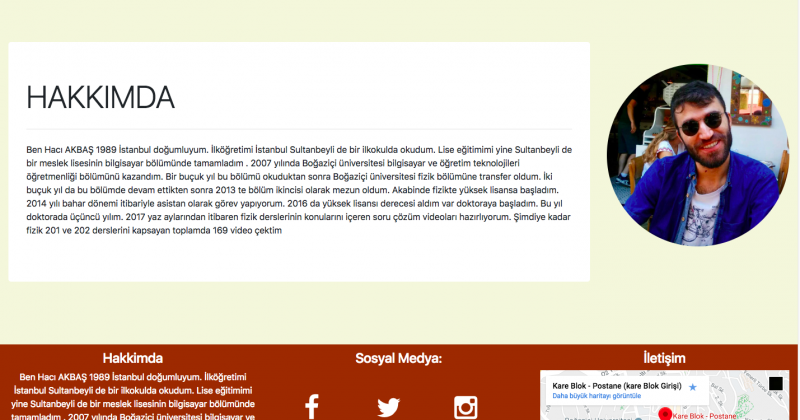 HAKKIMDA
Ben Hacı AKBAŞ 1989 İstanbul doğumluyum. İlköğretimi İstanbul Sultanbeyli de bir ilkokulda okudum. Lise eğitimimi yine Sultanbeyli de
bir meslek lisesinin bilgisayar bölümünde tamamladım . 2007 yılında Boğaziçi üniversitesi bilgisayar ve öğretim teknolojileri
öğretmenliği bölümünü kazandım. Bir buçuk yıl bu bölümü okuduktan sonra Boğaziçi üniversitesi fizik bölümüne transfer oldum. İki
buçuk yıl da bu bölümde devam ettikten sonra 2013 te bölüm ikincisi olarak mezun oldum. Akabinde fizikte yüksek lisansa başladım.
2014 yılı bahar dönemi itibariyle asistan olarak görev yapıyorum. 2016 da yüksek lisansı derecesi aldım var doktoraya başladım. Bu yıl
doktorada üçüncü yılım. 2017 yaz aylarından itibaren fizik derslerinin konularını içeren soru çözüm videoları hazırlıyorum. Şimdiye kadar
fizik 201 ve 202 derslerini kapsayan toplamda 169 video çektim
Hakkimda
Ben Hacı AKBAŞ 1989 İstanbul doğumluyum. İlköğretimi
İstanbul Sultanbeyli de bir ilkokulda okudum. Lise eğitimimi
yine Sultanbeyli de bir meslek lisesinin bilgisayar bölümünde
tamamladım . 2007 yılında Boğaziçi üniversitesi bilgisayar ve
Sosyal Medya:
İletişim
Kare Blok - Postane (kare Blok Girişi)
Daha büyük haritayı görüntüle
Kare Blok - Postane